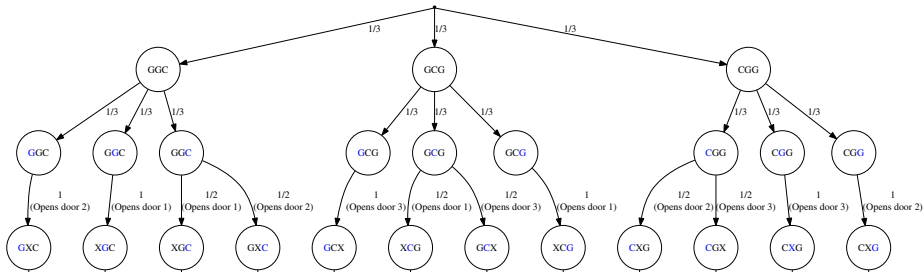 1/3 1/3 1/3
GGC GCG CGG
1/3 1/3 1/3 1/3 1/3 1/3 1/3 1/3 1/3
GGC GGC GGC GCG GCG GCG CGG CGG CGG
1 1 1/2 1/2 1 1/2 1/2 1 1/2 1/2 1 1
(Opens door 2) (Opens door 1) (Opens door 1) (Opens door 2) (Opens door 3) (Opens door 1) (Opens door 3) (Opens door 1) (Opens door 2) (Opens door 3) (Opens door 1) (Opens door 2)
GXC XGC XGC GXC GCX XCG GCX XCG CXG CGX CXG CXG